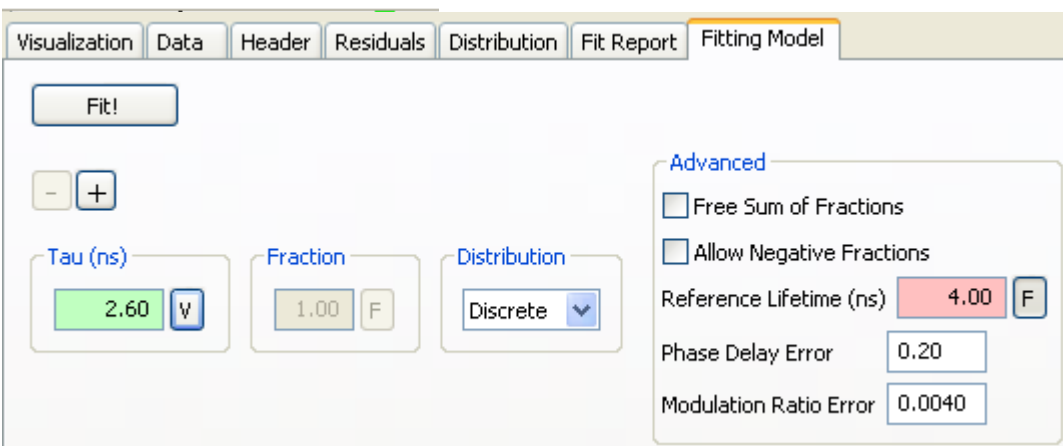 Visualization Data Header Residuals Distribution Fit Report Fitting Model
Fit!
- +
Advanced
Free Sum of Fractions
Allow Negative Fractions
Tau (ns) Fraction Distribution
Reference Lifetime (ns) 4.00 F
2.60 V 1.00 F Discrete
Phase Delay Error 0.20
Modulation Ratio Error 0.0040